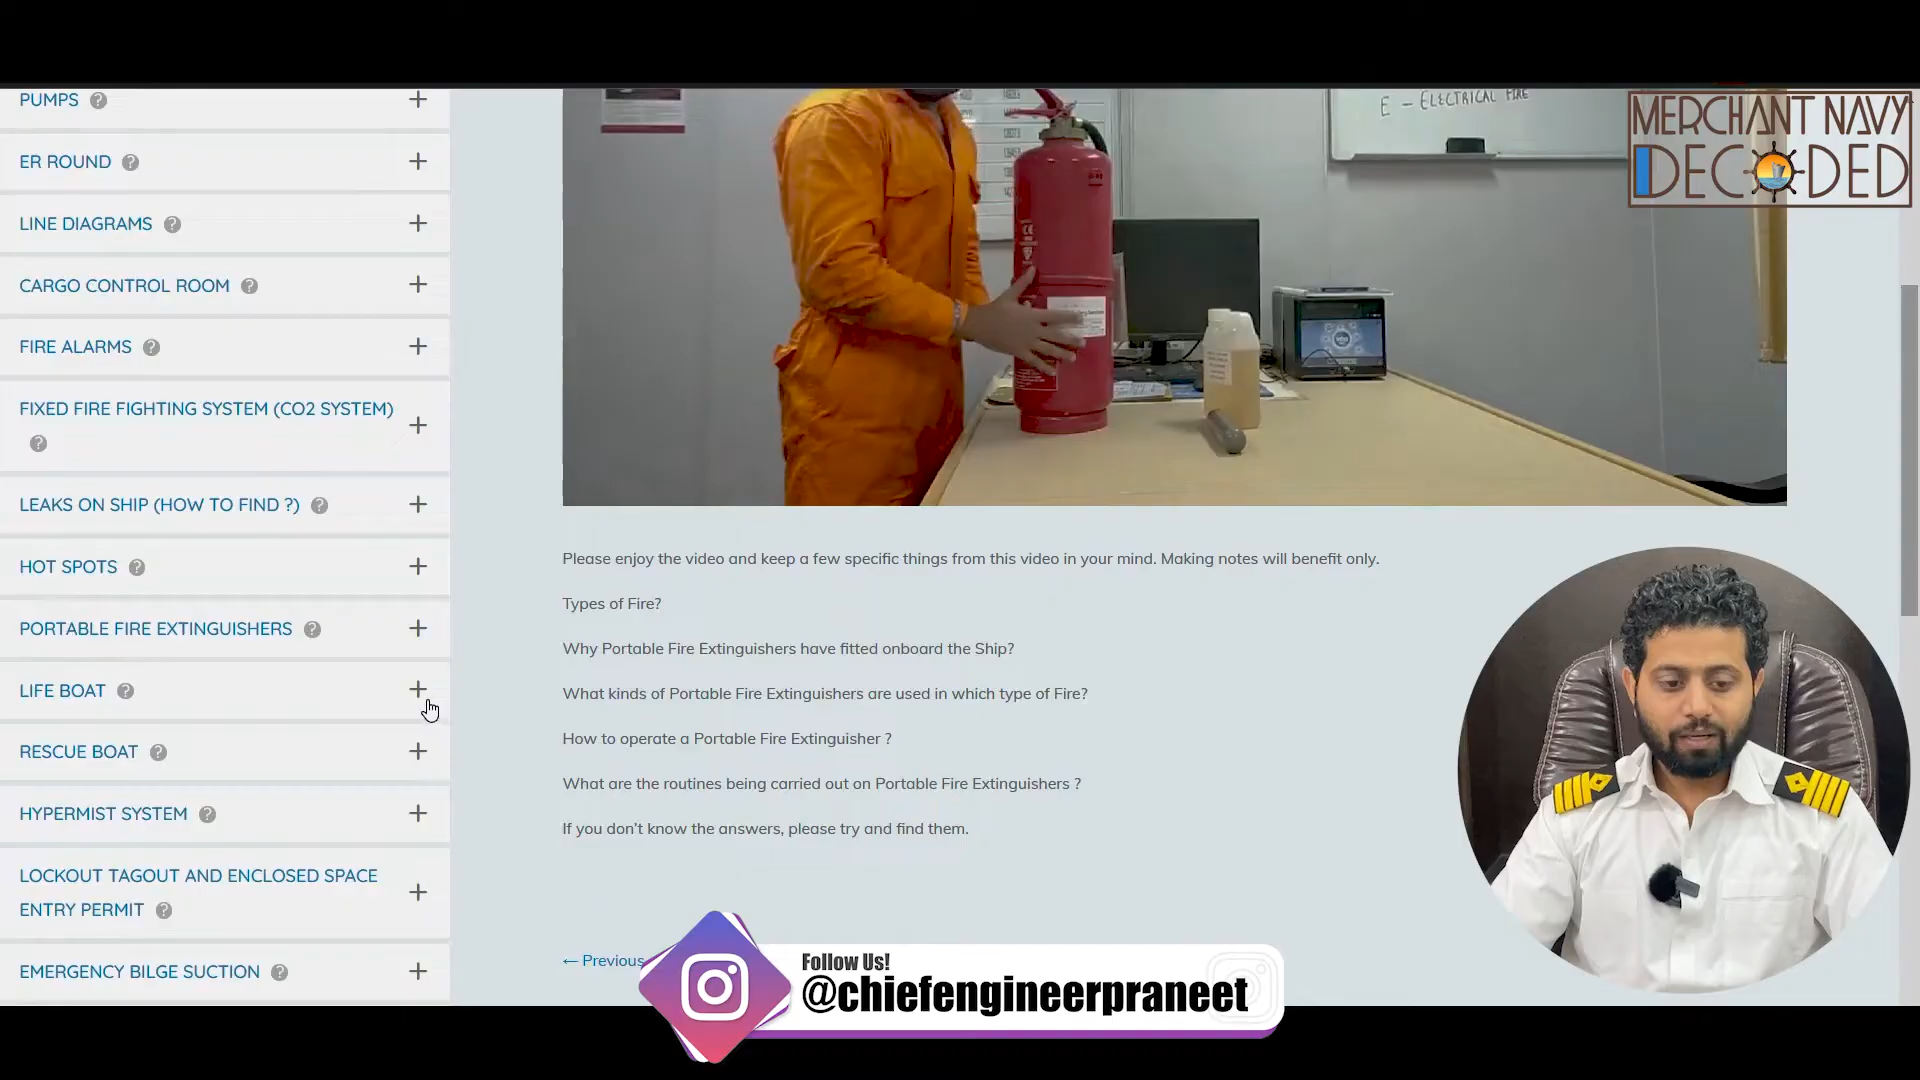 PUMPS
ER ROUND
LINE DIAGRAMS
CARGO CONTROL ROOM
FIRE ALARMS
FIXED FIRE FIGHTING SYSTEM (CO2 SYSTEM)
LEAKS ON SHIP (HOW TO FIND ?)
HOT SPOTS
PORTABLE FIRE EXTINGUISHERS
LIFE BOAT
RESCUE BOAT
HYPERMIST SYSTEM
LOCKOUT TAGOUT AND ENCLOSED SPACE
ENTRY PERMIT
EMERGENCY BILGE SUCTION
E - ELECTRICAL FIRE
MERCHANT NAVY
DECODED
Please enjoy the video and keep a few specific things from this video in your mind. Making notes will benefit only.
Types of Fire?
Why Portable Fire Extinguishers have fitted onboard the Ship?
What kinds of Portable Fire Extinguishers are used in which type of Fire?
How to operate a Portable Fire Extinguisher ?
What are the routines being carried out on Portable Fire Extinguishers ?
If you don't know the answers, please try and find them.
← Previous
Follow Us!
@chiefengineerpraneet